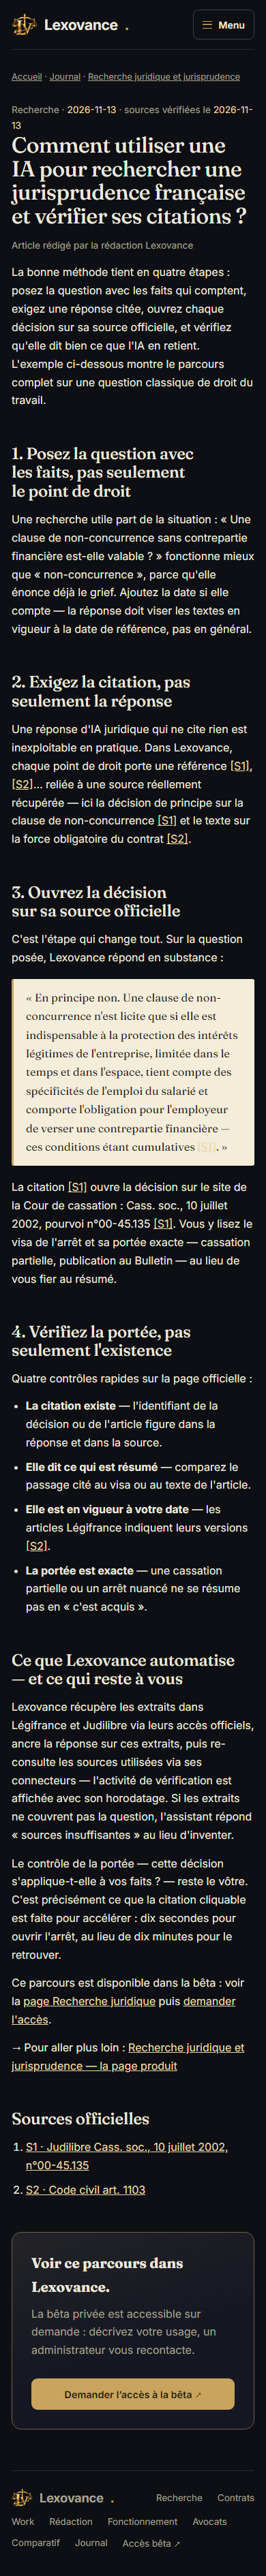 Lexovance .
Menu
Accueil · Journal · Recherche juridique et jurisprudence
Recherche · 2026-11-13 · sources vérifiées le 2026-11-
13
Comment utiliser une
IA pour rechercher une
jurisprudence française
et vérifier ses citations ?
Article rédigé par la rédaction Lexovance
La bonne méthode tient en quatre étapes :
posez la question avec les faits qui comptent,
exigez une réponse citée, ouvrez chaque
décision sur sa source officielle, et vérifiez
qu'elle dit bien ce que l'IA en retient.
L'exemple ci-dessous montre le parcours
complet sur une question classique de droit du
travail.
1. Posez la question avec
les faits, pas seulement
le point de droit
Une recherche utile part de la situation : « Une
clause de non-concurrence sans contrepartie
financière est-elle valable ? » fonctionne mieux
que « non-concurrence », parce qu'elle
énonce déjà le grief. Ajoutez la date si elle
compte — la réponse doit viser les textes en
vigueur à la date de référence, pas en général.
2. Exigez la citation, pas
seulement la réponse
Une réponse d'IA juridique qui ne cite rien est
inexploitable en pratique. Dans Lexovance,
chaque point de droit porte une référence [S1],
[S2]… reliée à une source réellement
récupérée — ici la décision de principe sur la
clause de non-concurrence [S1] et le texte sur
la force obligatoire du contrat [S2].
3. Ouvrez la décision
sur sa source officielle
C'est l'étape qui change tout. Sur la question
posée, Lexovance répond en substance :
« En principe non. Une clause de non-
concurrence n'est licite que si elle est
indispensable à la protection des intérêts
légitimes de l'entreprise, limitée dans le
temps et dans l'espace, tient compte des
spécificités de l'emploi du salarié et
comporte l'obligation pour l'employeur
de verser une contrepartie financière —
ces conditions étant cumulatives [S1]. »
La citation [S1] ouvre la décision sur le site de
la Cour de cassation : Cass. soc., 10 juillet
2002, pourvoi n°00-45.135 [S1]. Vous y lisez le
visa de l'arrêt et sa portée exacte — cassation
partielle, publication au Bulletin — au lieu de
vous fier au résumé.
4. Vérifiez la portée, pas
seulement l'existence
Quatre contrôles rapides sur la page officielle :
• La citation existe — l'identifiant de la
décision ou de l'article figure dans la
réponse et dans la source.
• Elle dit ce qui est résumé — comparez le
passage cité au visa ou au texte de l'article.
• Elle est en vigueur à votre date — les
articles Légifrance indiquent leurs versions
[S2].
• La portée est exacte — une cassation
partielle ou un arrêt nuancé ne se résume
pas en « c'est acquis ».
Ce que Lexovance automatise
— et ce qui reste à vous
Lexovance récupère les extraits dans
Légifrance et Judilibre via leurs accès officiels,
ancre la réponse sur ces extraits, puis re-
consulte les sources utilisées via ses
connecteurs — l'activité de vérification est
affichée avec son horodatage. Si les extraits
ne couvrent pas la question, l'assistant répond
« sources insuffisantes » au lieu d'inventer.
Le contrôle de la portée — cette décision
s'applique-t-elle à vos faits ? — reste le vôtre.
C'est précisément ce que la citation cliquable
est faite pour accélérer : dix secondes pour
ouvrir l'arrêt, au lieu de dix minutes pour le
retrouver.
Ce parcours est disponible dans la bêta : voir
la page Recherche juridique puis demander
l'accès.
→ Pour aller plus loin : Recherche juridique et
jurisprudence — la page produit
Sources officielles
1. S1 · Judilibre Cass. soc., 10 juillet 2002,
n°00-45.135
2. S2 · Code civil art. 1103
Voir ce parcours dans
Lexovance.
La bêta privée est accessible sur
demande : décrivez votre usage, un
administrateur vous recontacte.
Demander l'accès à la bêta ↗
Lexovance .
Recherche Contrats
Work Rédaction Fonctionnement Avocats
Comparatif Journal Accès bêta ↗